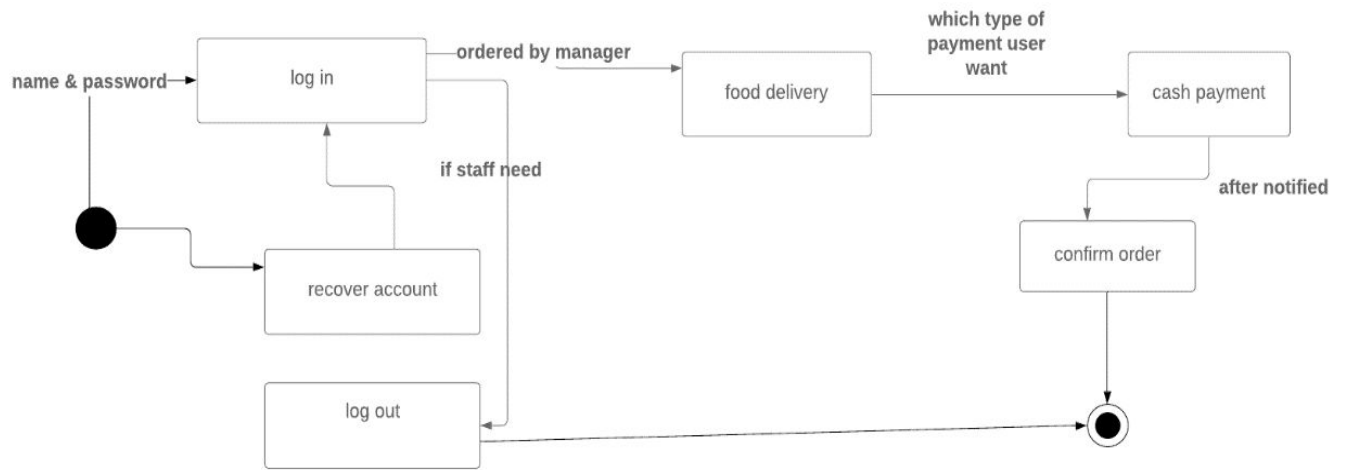 which type of
payment user
want
ordered by manager
name & password
log in
food delivery
cash payment
if staff need
after notified
confirm order
recover account
log out